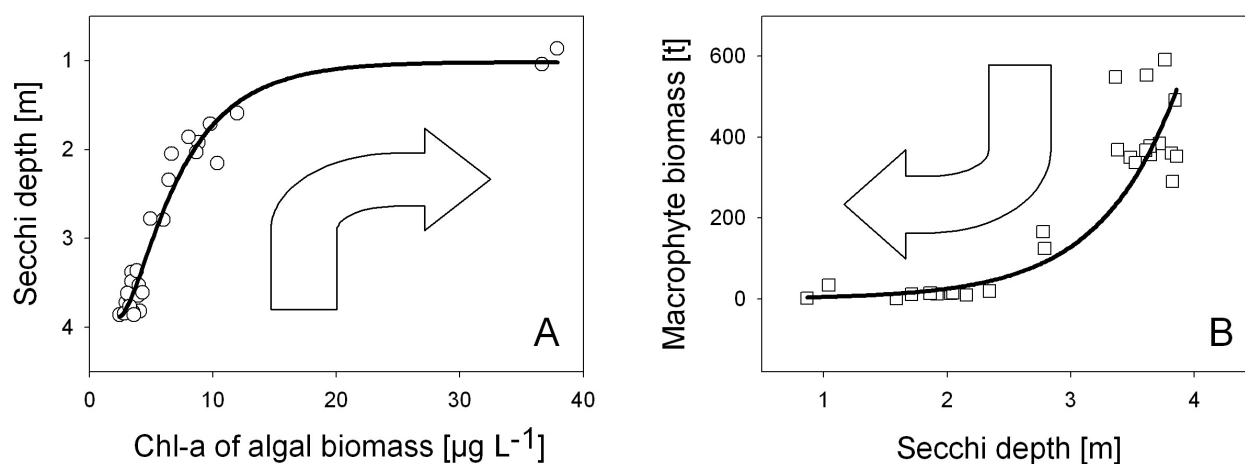 Secchi depth [m]
1
2
3
4
0
10
20
30
40
Chl-a of algal biomass [µg L-1]
A
Macrophyte biomass [t]
600
400
200
0
1
2
3
4
Secchi depth [m]
B